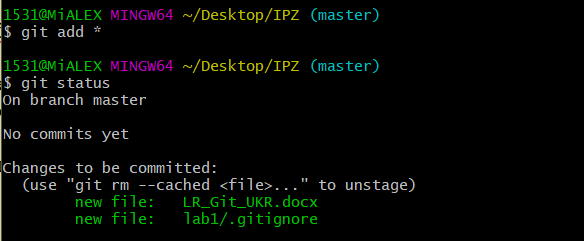 1531@MiALEX MINGW64 ~/Desktop/IPZ (master)
$ git add *
1531@MiALEX MINGW64 ~/Desktop/IPZ (master)
$ git status
On branch master
No commits yet
Changes to be committed:
  (use "git rm --cached <file>..." to unstage)
        new file:   LR_Git_UKR.docx
        new file:   lab1/.gitignore